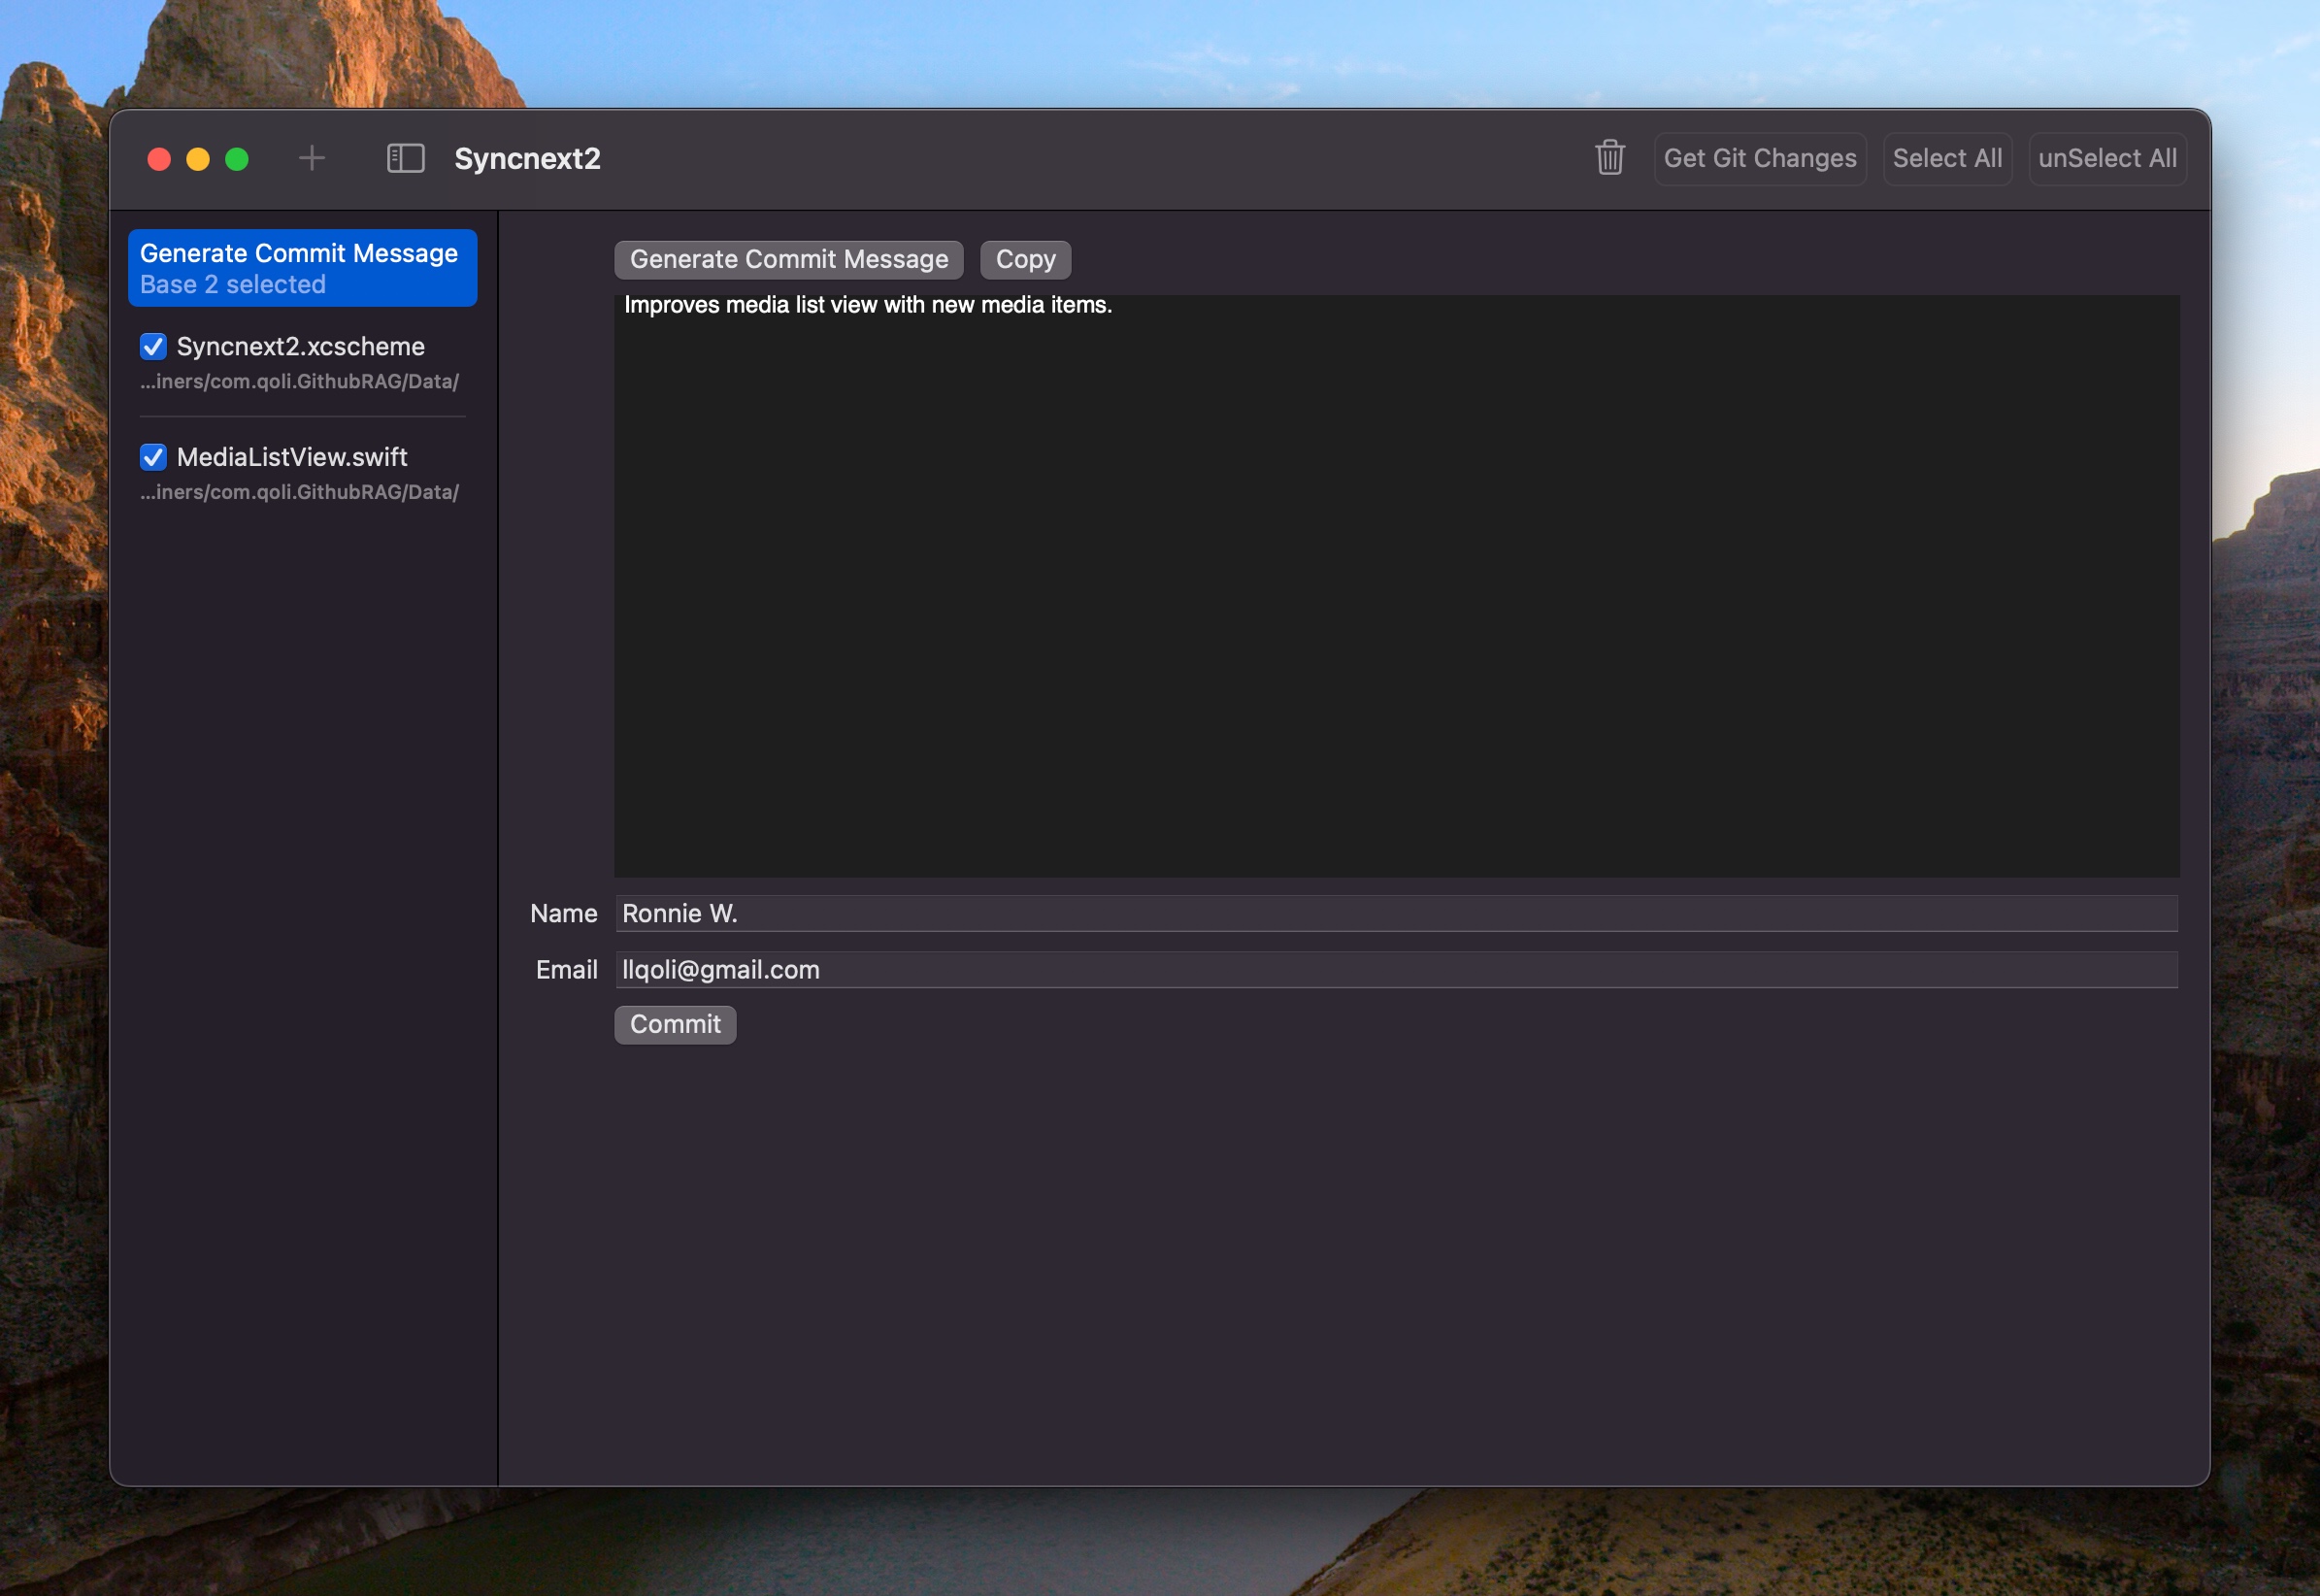 Syncnext2
Get Git Changes
Select All
unSelect All
Generate Commit Message
Base 2 selected
Syncnext2.xcscheme
...iners/com.qoli.GithubRAG/Data/
MediaListView.swift
...iners/com.qoli.GithubRAG/Data/
Generate Commit Message
Copy
Improves media list view with new media items.
Name
Ronnie W.
Email
llqoli@gmail.com
Commit